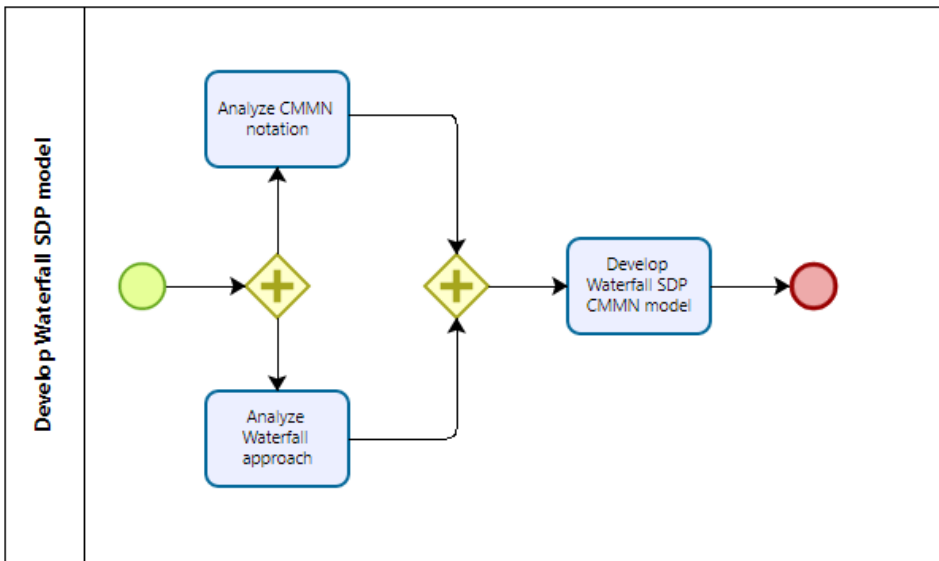 Develop Waterfall SDP model
Analyze CMMN
notation
Analyze
Waterfall
approach
Develop
Waterfall SDP
CMMN model